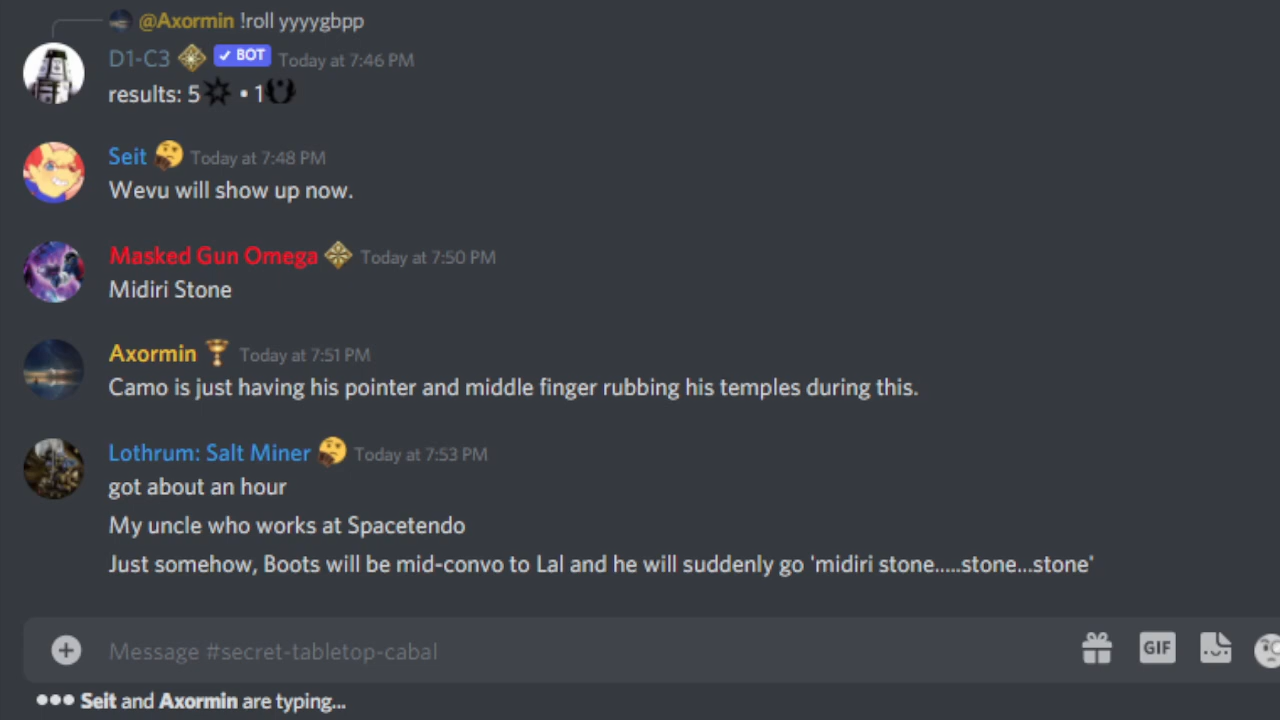 @Axormin !roll yyyygbpp
D1-C3 ✓ BOT Today at 7:46 PM
results: 5 • 1
Seit Today at 7:48 PM
Wevu will show up now.
Masked Gun Omega Today at 7:50 PM
Midiri Stone
Axormin Today at 7:51 PM
Camo is just having his pointer and middle finger rubbing his temples during this.
Lothrum: Salt Miner Today at 7:53 PM
got about an hour
My uncle who works at Spacetendo
Just somehow, Boots will be mid-convo to Lal and he will suddenly go 'midiri stone.....stone...stone'
Message #secret-tabletop-cabal
GIF
Seit and Axormin are typing...